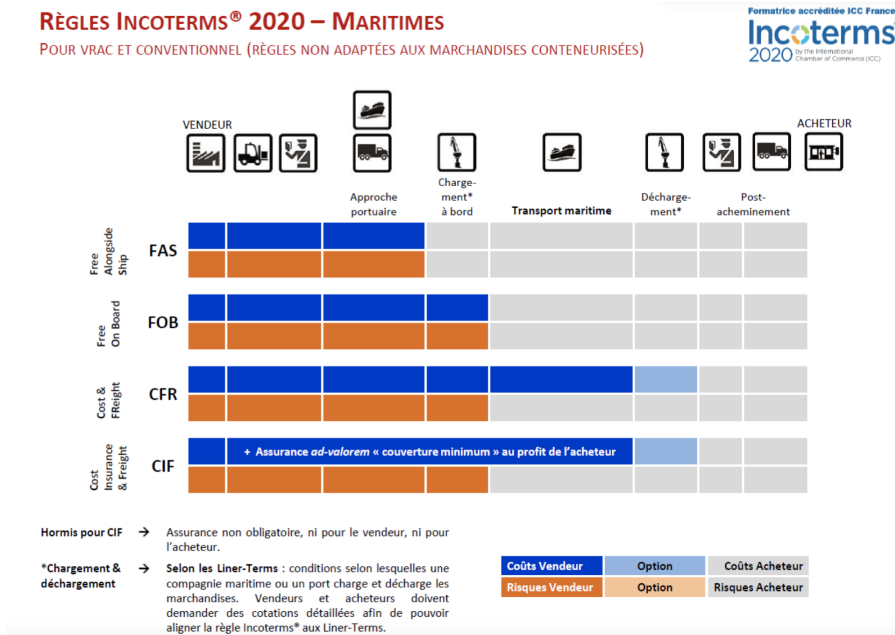 RÈGLES INCOTERMS® 2020 – MARITIMES
POUR VRAC ET CONVENTIONNEL (RÈGLES NON ADAPTÉES AUX MARCHANDISES CONTENEURISÉES)
Formatrice accréditée ICC France
Incoterms
2020 by the International
Chamber of Commerce (ICC)
VENDEUR
ACHETEUR
Approche
portuaire
Charge-
ment*
à bord
Transport maritime
Décharge-
ment*
Post-
acheminement
Free
Alongside
Ship
FAS
Free
On Board
FOB
Cost &
FReight
CFR
Cost
Insurance
& Freight
CIF
+ Assurance ad-valorem « couverture minimum » au profit de l'acheteur
Hormis pour CIF → Assurance non obligatoire, ni pour le vendeur, ni pour
l'acheteur.
*Chargement & → Selon les Liner-Terms : conditions selon lesquelles une
déchargement compagnie maritime ou un port charge et décharge les
marchandises. Vendeurs et acheteurs doivent
demander des cotations détaillées afin de pouvoir
aligner la règle Incoterms® aux Liner-Terms.
Coûts Vendeur Option Coûts Acheteur
Risques Vendeur Option Risques Acheteur